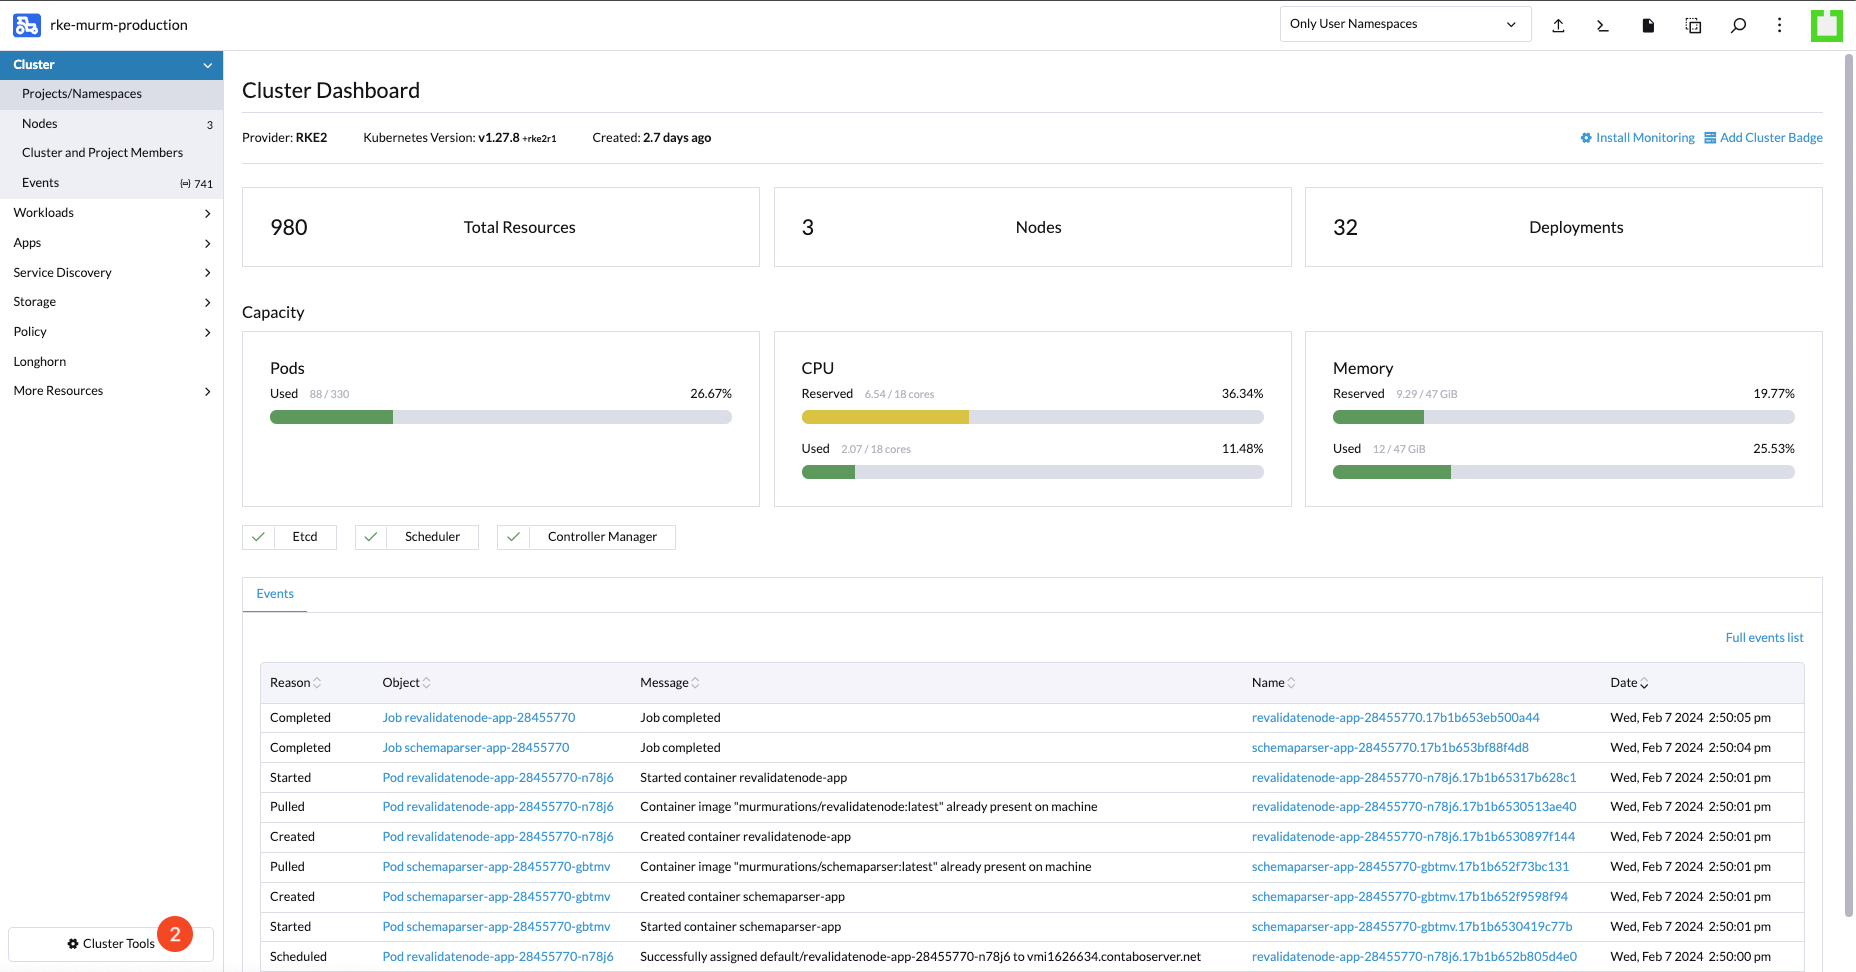 rke-murm-production
Only User Namespaces
Cluster
Projects/Namespaces
Nodes 3
Cluster and Project Members
Events 741
Workloads
Apps
Service Discovery
Storage
Policy
Longhorn
More Resources
Cluster Tools 2
Cluster Dashboard
Provider: RKE2 Kubernetes Version: v1.27.8 +rke2r1 Created: 2.7 days ago Install Monitoring Add Cluster Badge
980 Total Resources 3 Nodes 32 Deployments
Capacity
Pods
Used 88 / 330 26.67%
CPU
Reserved 6.54 / 18 cores 36.34%
Used 2.07 / 18 cores 11.48%
Memory
Reserved 9.29 / 47 GiB 19.77%
Used 12 / 47 GiB 25.53%
Etcd Scheduler Controller Manager
Events
Full events list
Reason Object Message Name Date
Completed Job revalidatenode-app-28455770 Job completed revalidatenode-app-28455770.17b1b653eb500a44 Wed, Feb 7 2024 2:50:05 pm
Completed Job schemaparser-app-28455770 Job completed schemaparser-app-28455770.17b1b653bf88f4d8 Wed, Feb 7 2024 2:50:04 pm
Started Pod revalidatenode-app-28455770-n78j6 Started container revalidatenode-app revalidatenode-app-28455770-n78j6.17b1b65317b628c1 Wed, Feb 7 2024 2:50:01 pm
Pulled Pod revalidatenode-app-28455770-n78j6 Container image "murmurations/revalidatenode:latest" already present on machine revalidatenode-app-28455770-n78j6.17b1b6530513ae40 Wed, Feb 7 2024 2:50:01 pm
Created Pod revalidatenode-app-28455770-n78j6 Created container revalidatenode-app revalidatenode-app-28455770-n78j6.17b1b6530897f144 Wed, Feb 7 2024 2:50:01 pm
Pulled Pod schemaparser-app-28455770-gbtmv Container image "murmurations/schemaparser:latest" already present on machine schemaparser-app-28455770-gbtmv.17b1b652f73bc131 Wed, Feb 7 2024 2:50:01 pm
Created Pod schemaparser-app-28455770-gbtmv Created container schemaparser-app schemaparser-app-28455770-gbtmv.17b1b652f9598f94 Wed, Feb 7 2024 2:50:01 pm
Started Pod schemaparser-app-28455770-gbtmv Started container schemaparser-app schemaparser-app-28455770-gbtmv.17b1b6530419c77b Wed, Feb 7 2024 2:50:01 pm
Scheduled Pod revalidatenode-app-28455770-n78j6 Successfully assigned default/revalidatenode-app-28455770-n78j6 to vmi1626634.contaboserver.net revalidatenode-app-28455770-n78j6.17b1b652b805d4e0 Wed, Feb 7 2024 2:50:00 pm